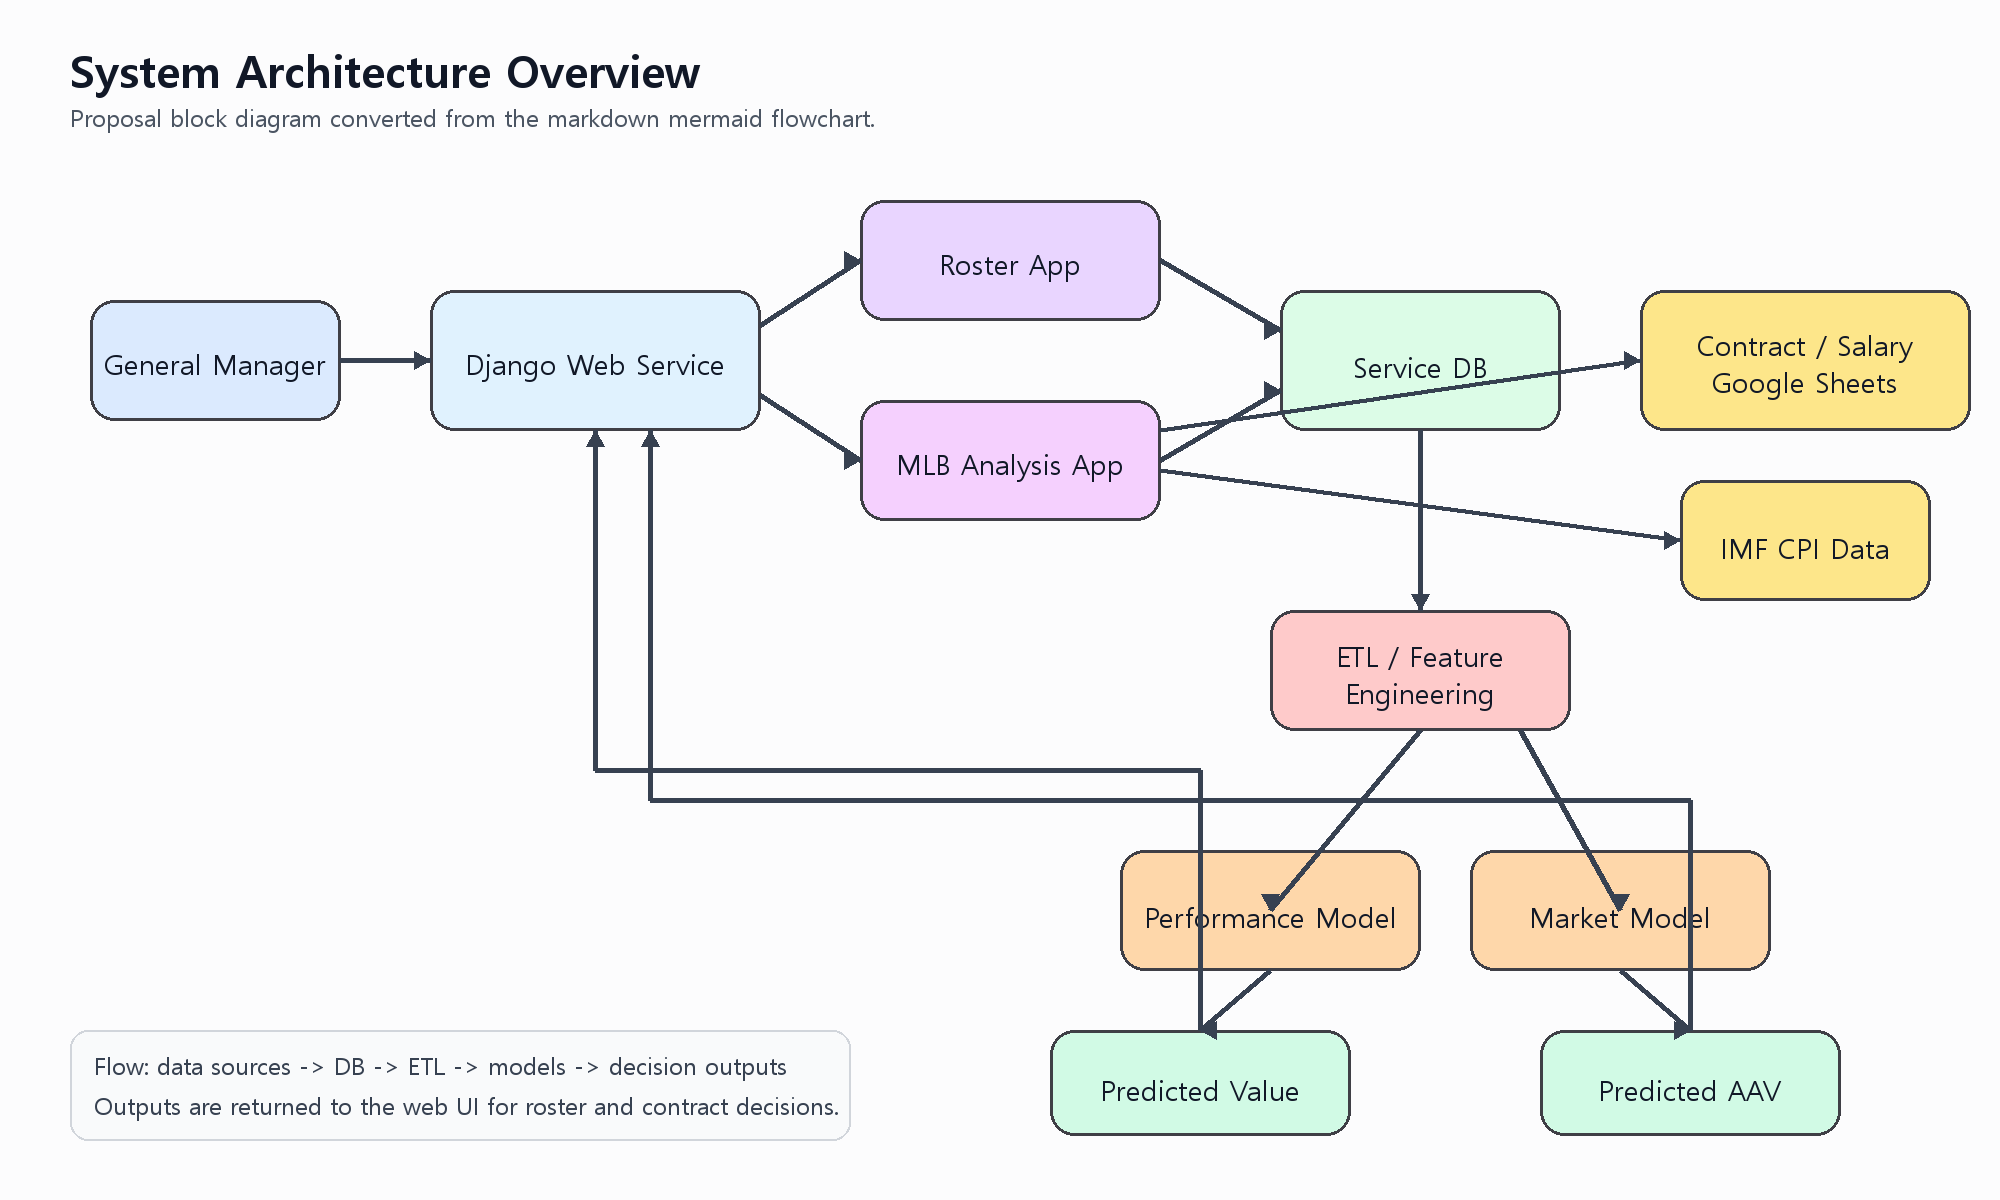 System Architecture Overview
Proposal block diagram converted from the markdown mermaid flowchart.
Roster App
General Manager
Django Web Service
Service DB
Contract / Salary
Google Sheets
MLB Analysis App
IMF CPI Data
ETL / Feature
Engineering
Performance Model
Market Model
Predicted Value
Predicted AAV
Flow: data sources -> DB -> ETL -> models -> decision outputs
Outputs are returned to the web UI for roster and contract decisions.